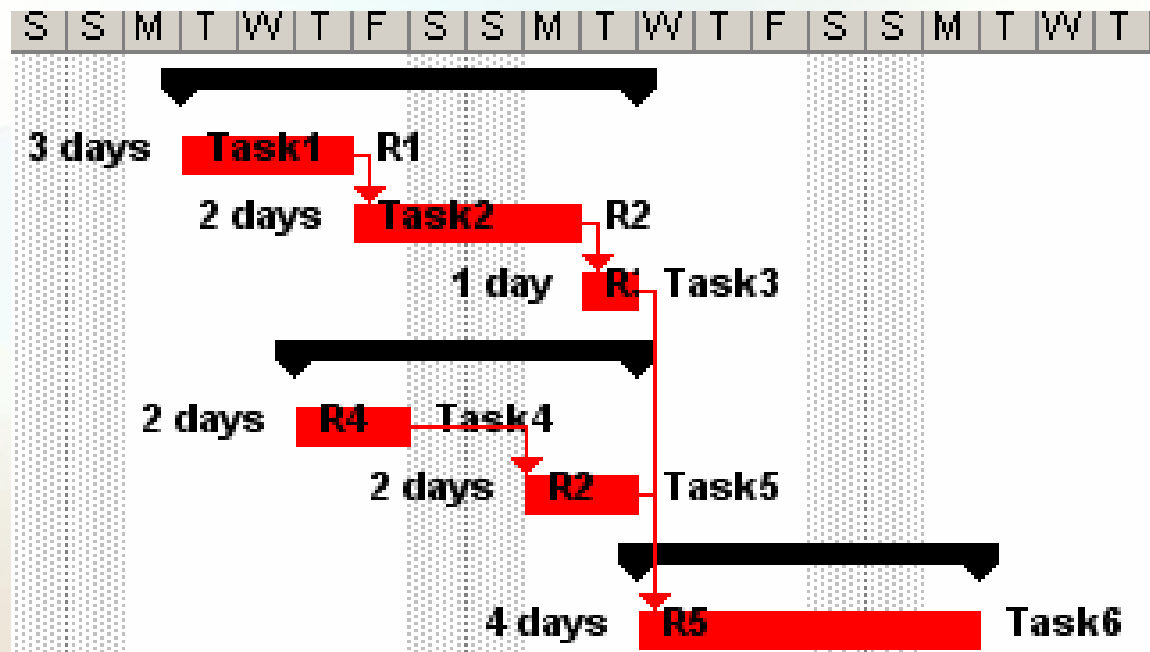 S S M T W T F S S M T W T F S S M T W T
3 days Task1 R1
2 days Task2 R2
1 day Task3
2 days R4 Task4
2 days R2 Task5
4 days R5 Task6